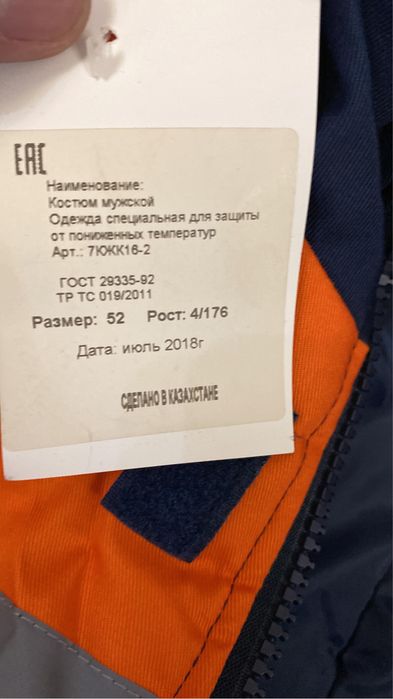 EAC
Наименование:
Костюм мужской
Одежда специальная для защиты
от пониженных температур
Арт.: 7КЖК16-2
ГОСТ 29335-92
ТР ТС 019/2011
Размер: 52 Рост: 4/176
Дата: июль 2018г
СДЕЛАНО В КАЗАХСТАНЕ